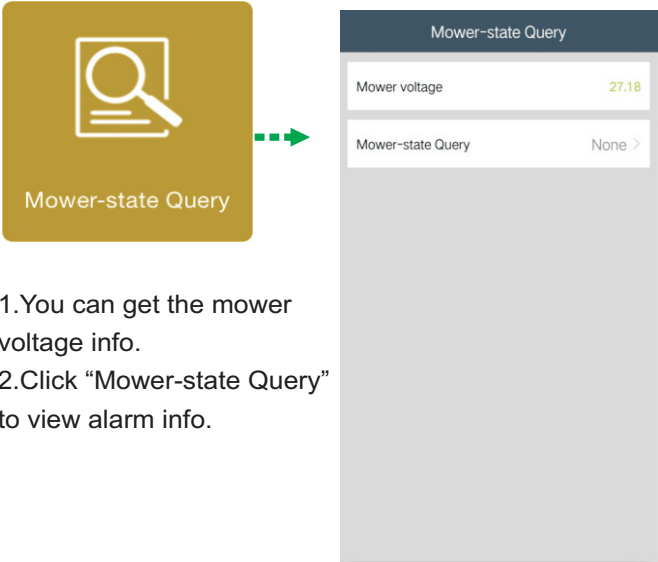 Mower-state Query
1.You can get the mower
voltage info.
2.Click “Mower-state Query”
to view alarm info.
Mower-state Query
Mower voltage 27.18
Mower-state Query None >